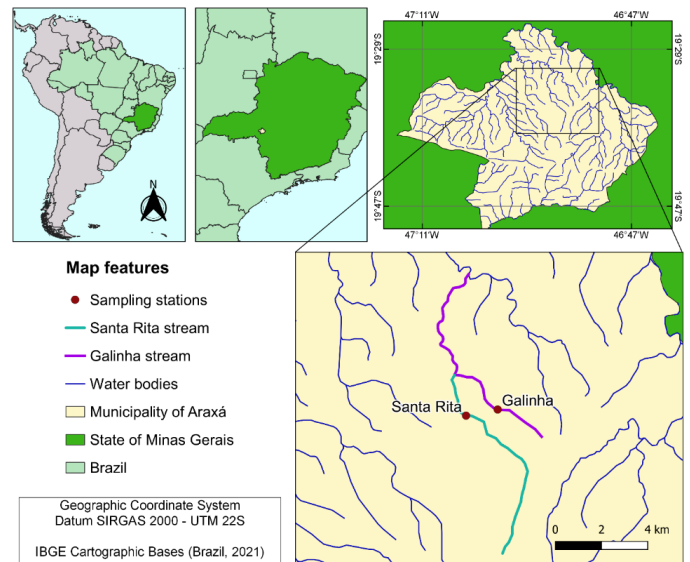 47°11'W
46°47'W
19°29'S
19°29'S
19°47'S
19°47'S
47°11'W
46°47'W
N
Map features
Sampling stations
Santa Rita stream
Galinha stream
Water bodies
Municipality of Araxá
State of Minas Gerais
Brazil
Geographic Coordinate System
Datum SIRGAS 2000 - UTM 22S
IBGE Cartographic Bases (Brazil, 2021)
Santa Rita
Galinha
0 2 4 km